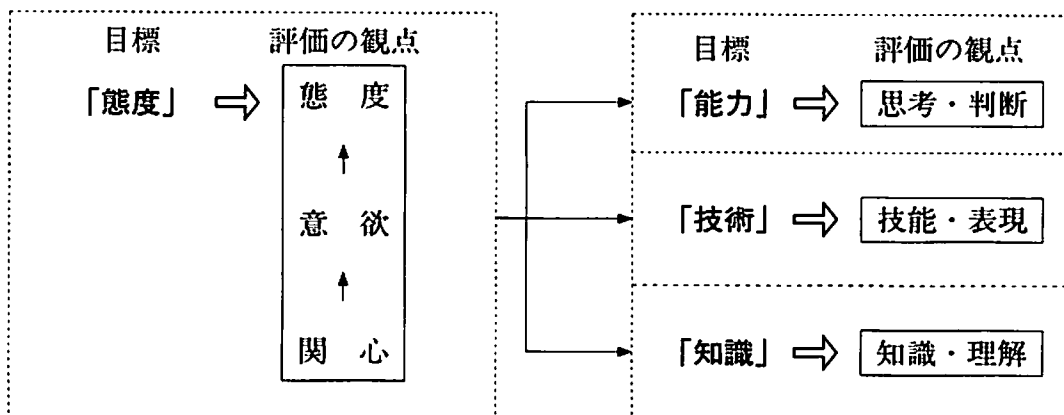 目標 評価の観点
「態度」 態度
意欲
関心
目標 評価の観点
「能力」 思考・判断
「技術」 技能・表現
「知識」 知識・理解